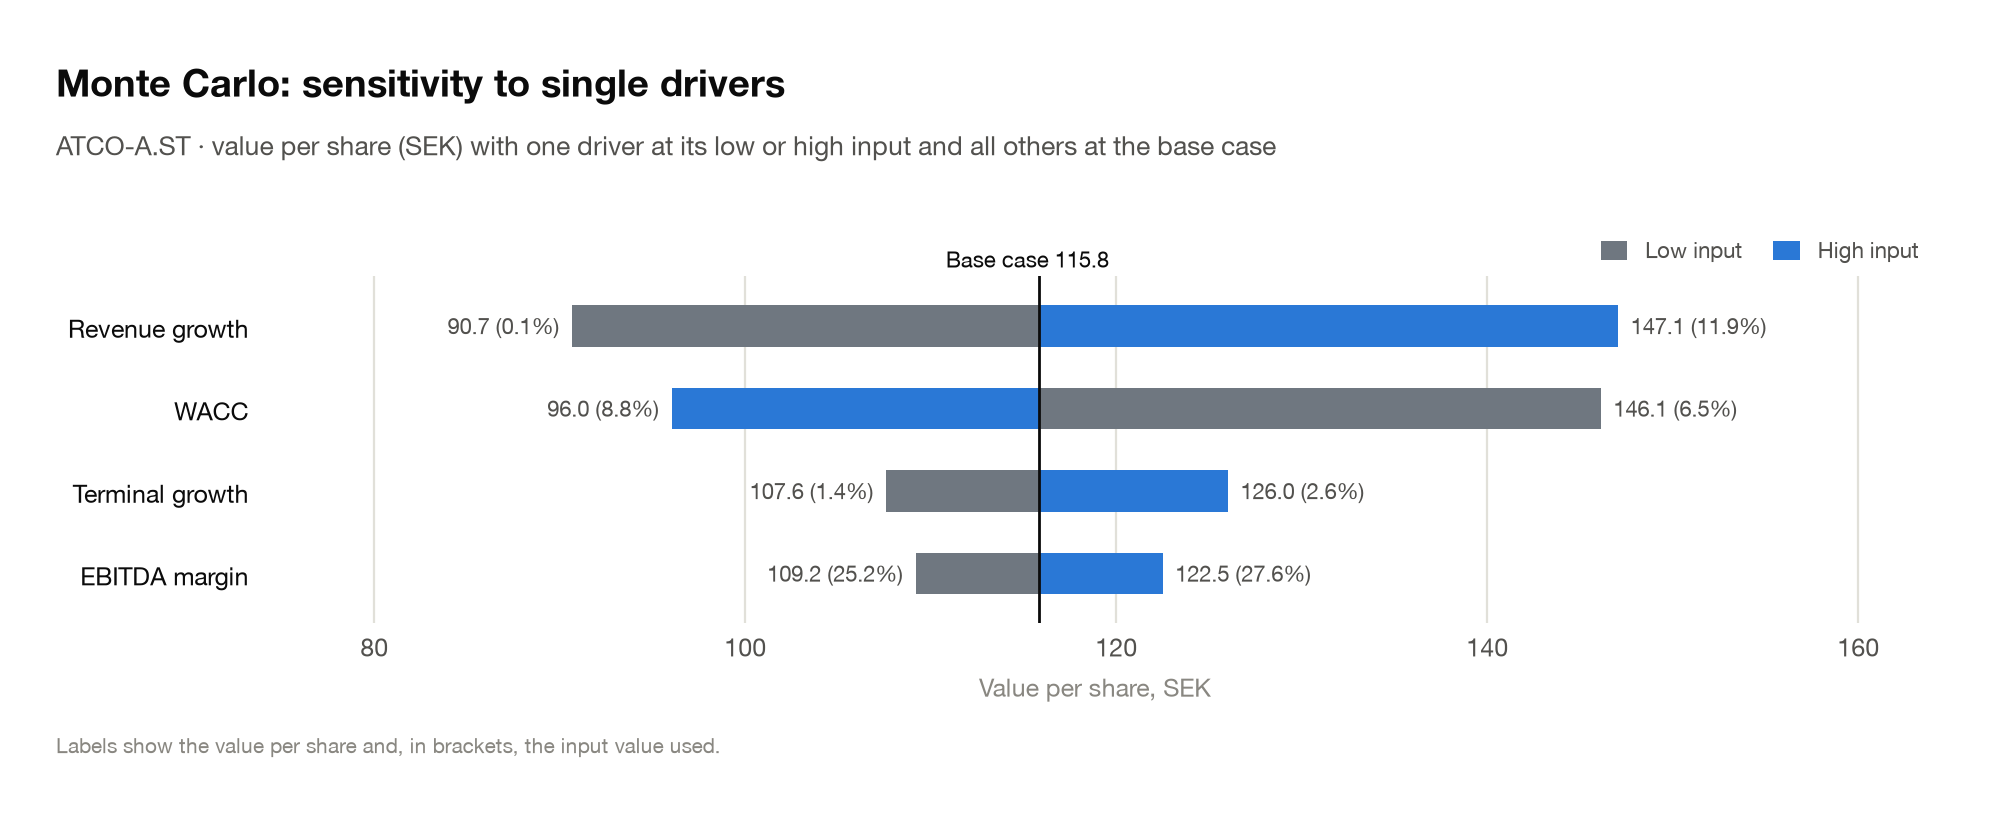 Monte Carlo: sensitivity to single drivers
ATCO-A.ST · value per share (SEK) with one driver at its low or high input and all others at the base case
Low input
High input
Base case 115.8
Revenue growth
90.7 (0.1%)
147.1 (11.9%)
WACC
96.0 (8.8%)
146.1 (6.5%)
Terminal growth
107.6 (1.4%)
126.0 (2.6%)
EBITDA margin
109.2 (25.2%)
122.5 (27.6%)
80
100
120
140
160
Value per share, SEK
Labels show the value per share and, in brackets, the input value used.